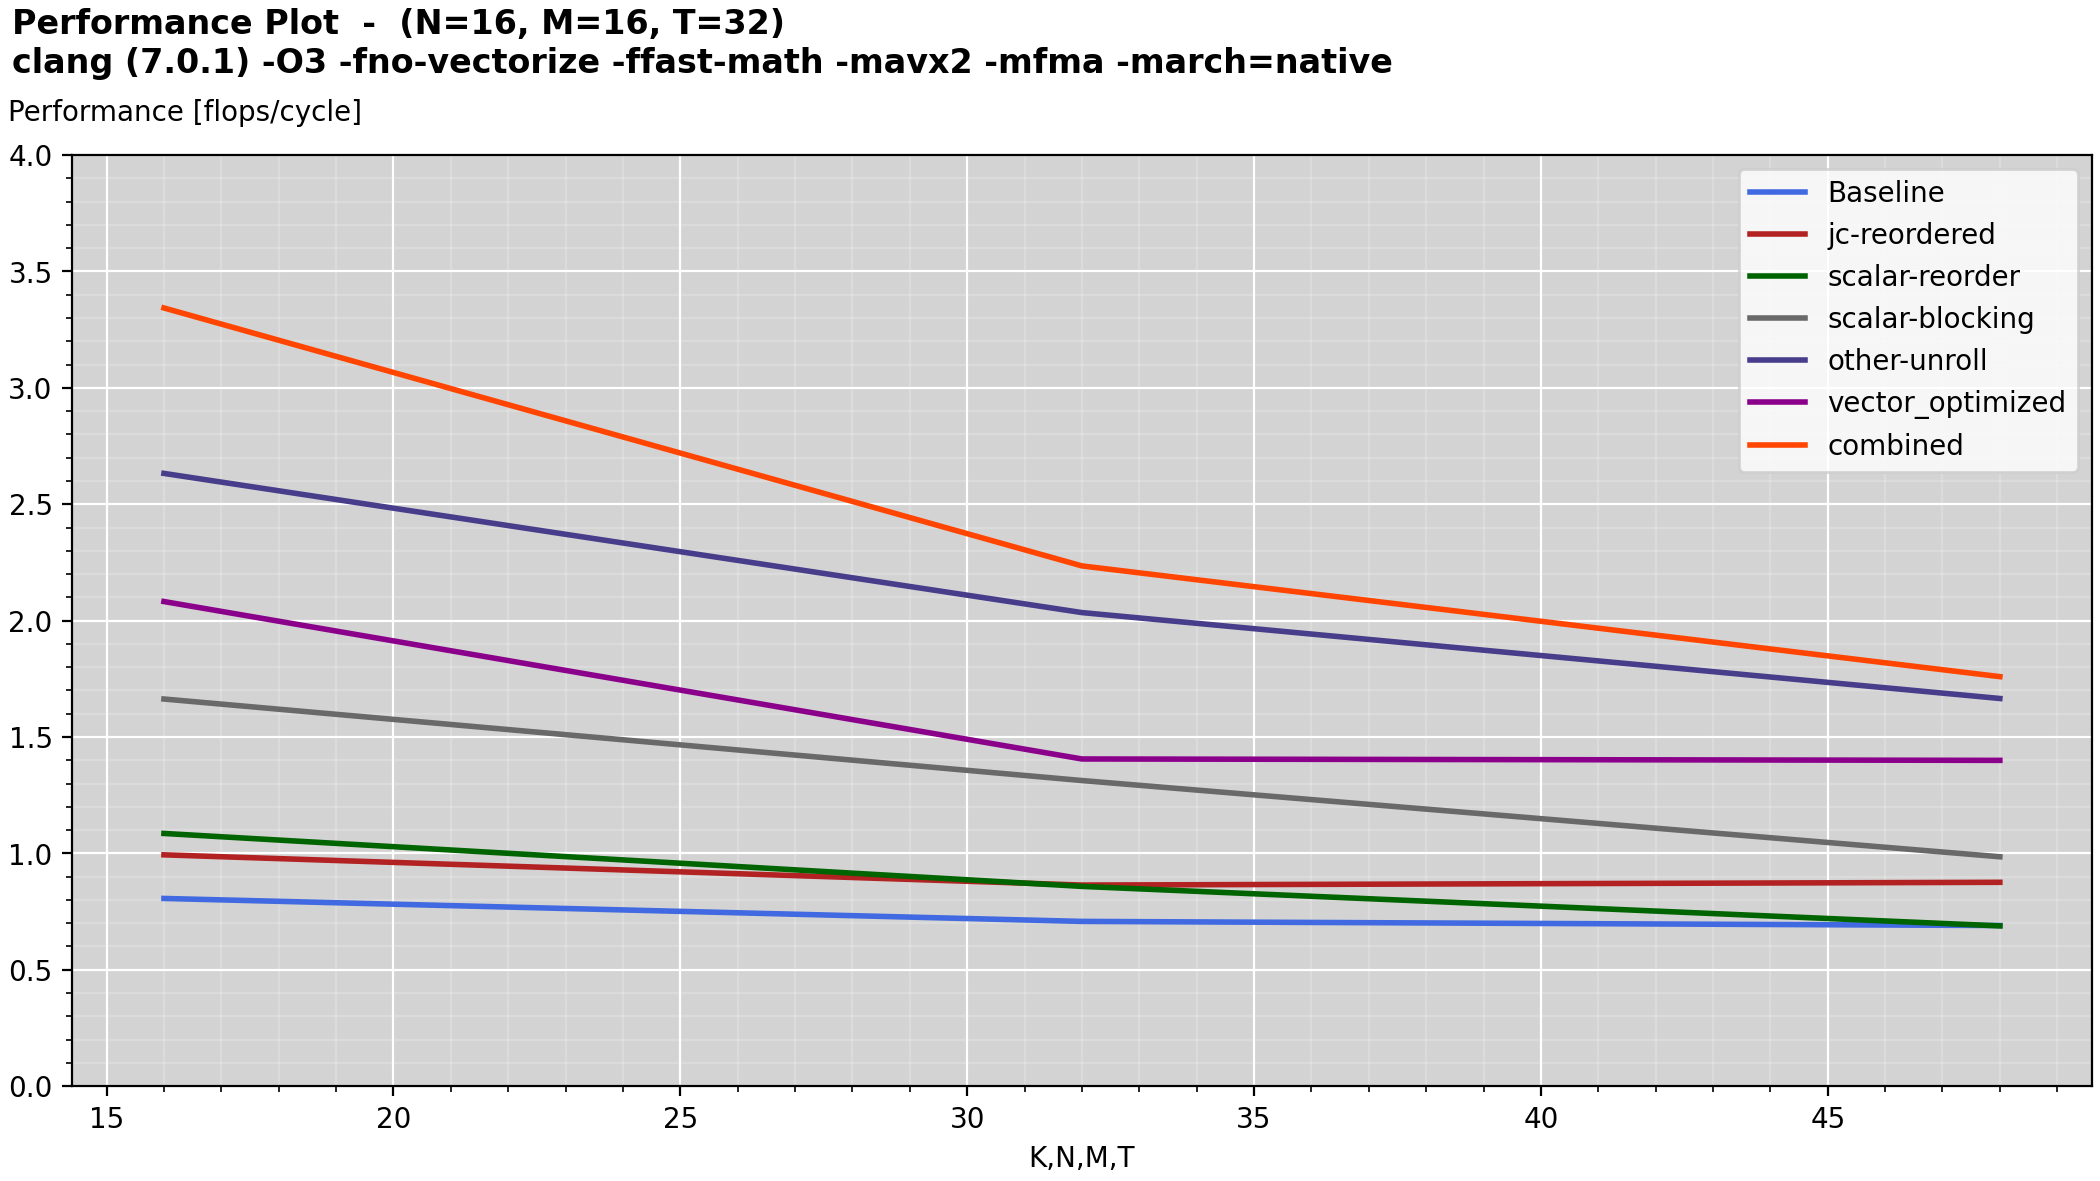 Performance Plot  -  (N=16, M=16, T=32)
clang (7.0.1) -O3 -fno-vectorize -ffast-math -mavx2 -mfma -march=native
Performance [flops/cycle]
4.0
3.5
3.0
2.5
2.0
1.5
1.0
0.5
0.0
Baseline
jc-reordered
scalar-reorder
scalar-blocking
other-unroll
vector_optimized
combined
15 20 25 30 35 40 45
K,N,M,T